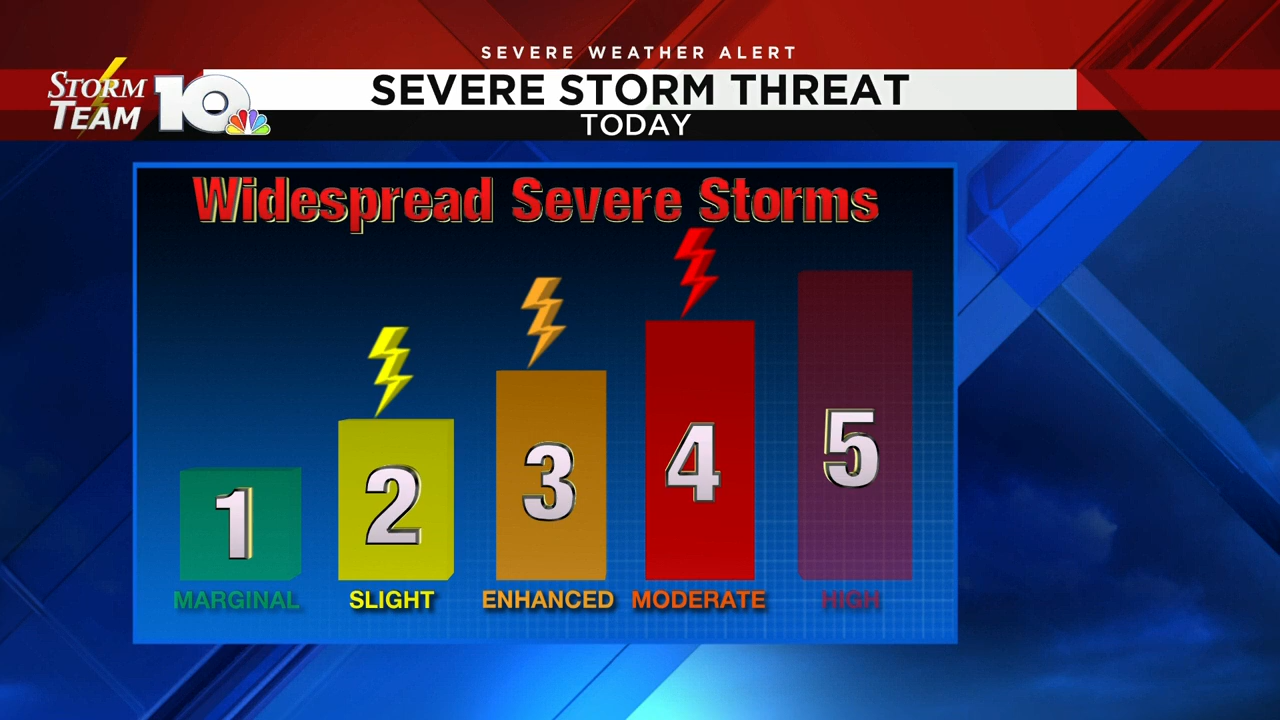 SEVERE WEATHER ALERT
STORM
TEAM 10
SEVERE STORM THREAT
TODAY
Widespread Severe Storms
1 2 3 4 5
MARGINAL SLIGHT ENHANCED MODERATE HIGH